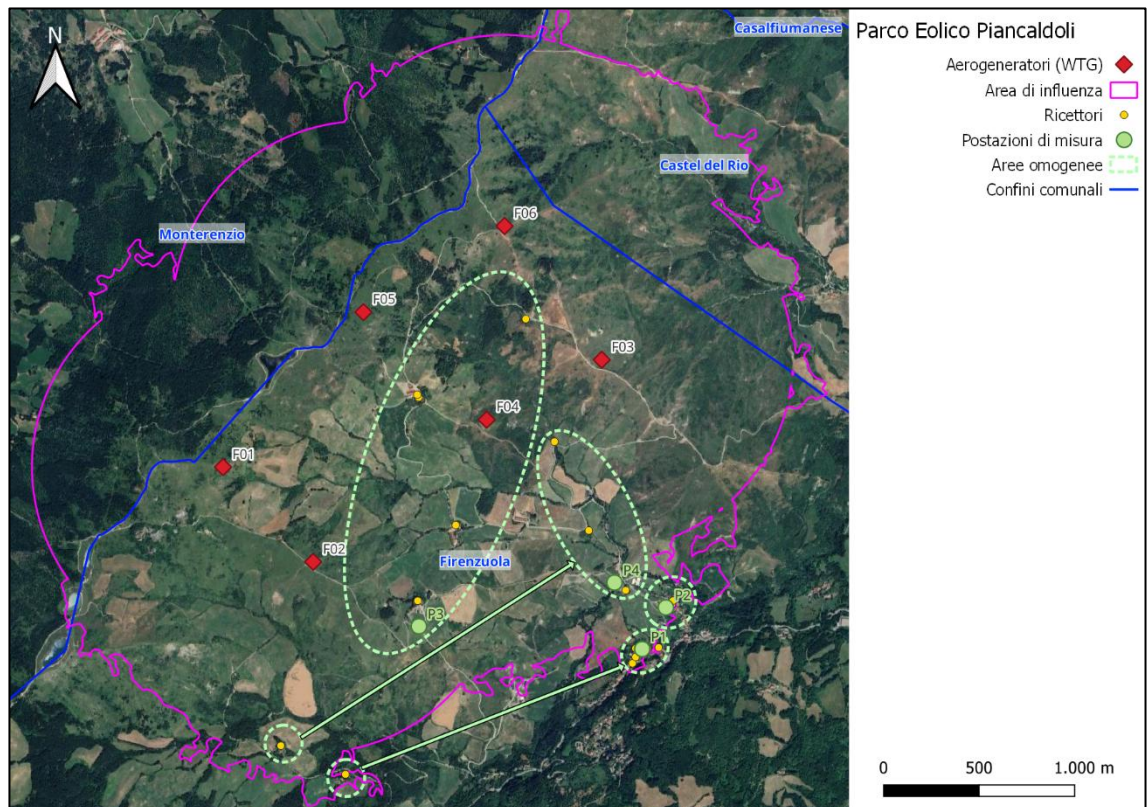 N
Casalfiumanese
Castel del Rio
Monterenzio
F06
F05
F03
F04
F01
F02
Firenzuola
P4
P2
P3
P1
Parco Eolico Piancaldoli
Aerogeneratori (WTG)
Area di influenza
Ricettori
Postazioni di misura
Aree omogenee
Confini comunali
0 500 1.000 m